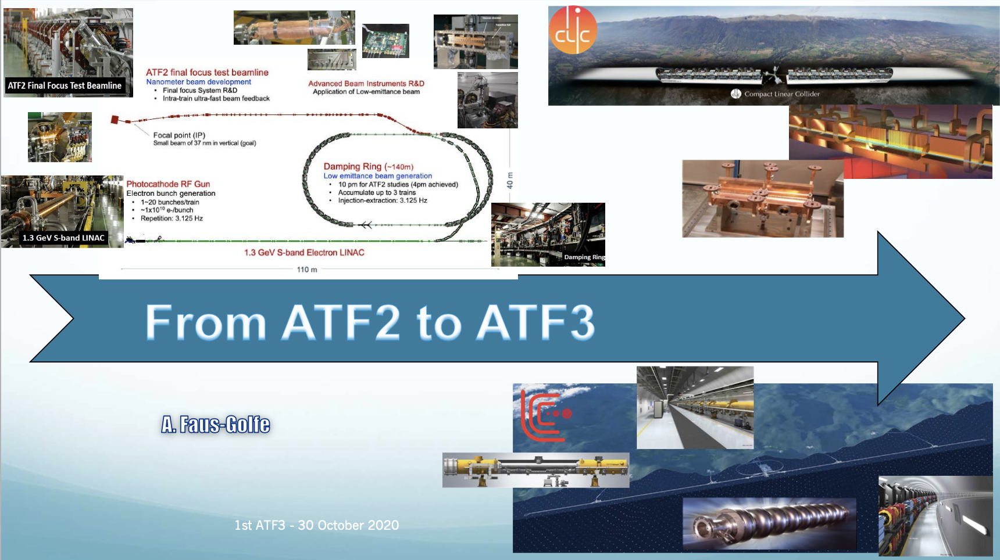 ATF2 Final Focus Test Beamline
ATF2 final focus test beamline
Nanometer beam development
• Final focus System R&D
• Intra-train ultra-fast beam feedback
Advanced Beam Instruments R&D
Application of Low-emittance beam
Vacuum chamber
clic
Compact Linear Collider
Focal point (IP)
Small beam of 37 nm in vertical (goal)
Damping Ring (~140m)
Low emittance beam generation
• 10 pm for ATF2 studies (4pm achieved)
• Accumulate up to 3 trains
• Injection-extraction: 3.125 Hz
40 m
Photocathode RF Gun
Electron bunch generation
• 1~20 bunches/train
• ~1x10¹⁰ e-/bunch
• Repetition: 3.125 Hz
1.3 GeV S-band LINAC
Damping Ring
1.3 GeV S-band Electron LINAC
110 m
From ATF2 to ATF3
A. Faus-Golfe
1st ATF3 - 30 October 2020